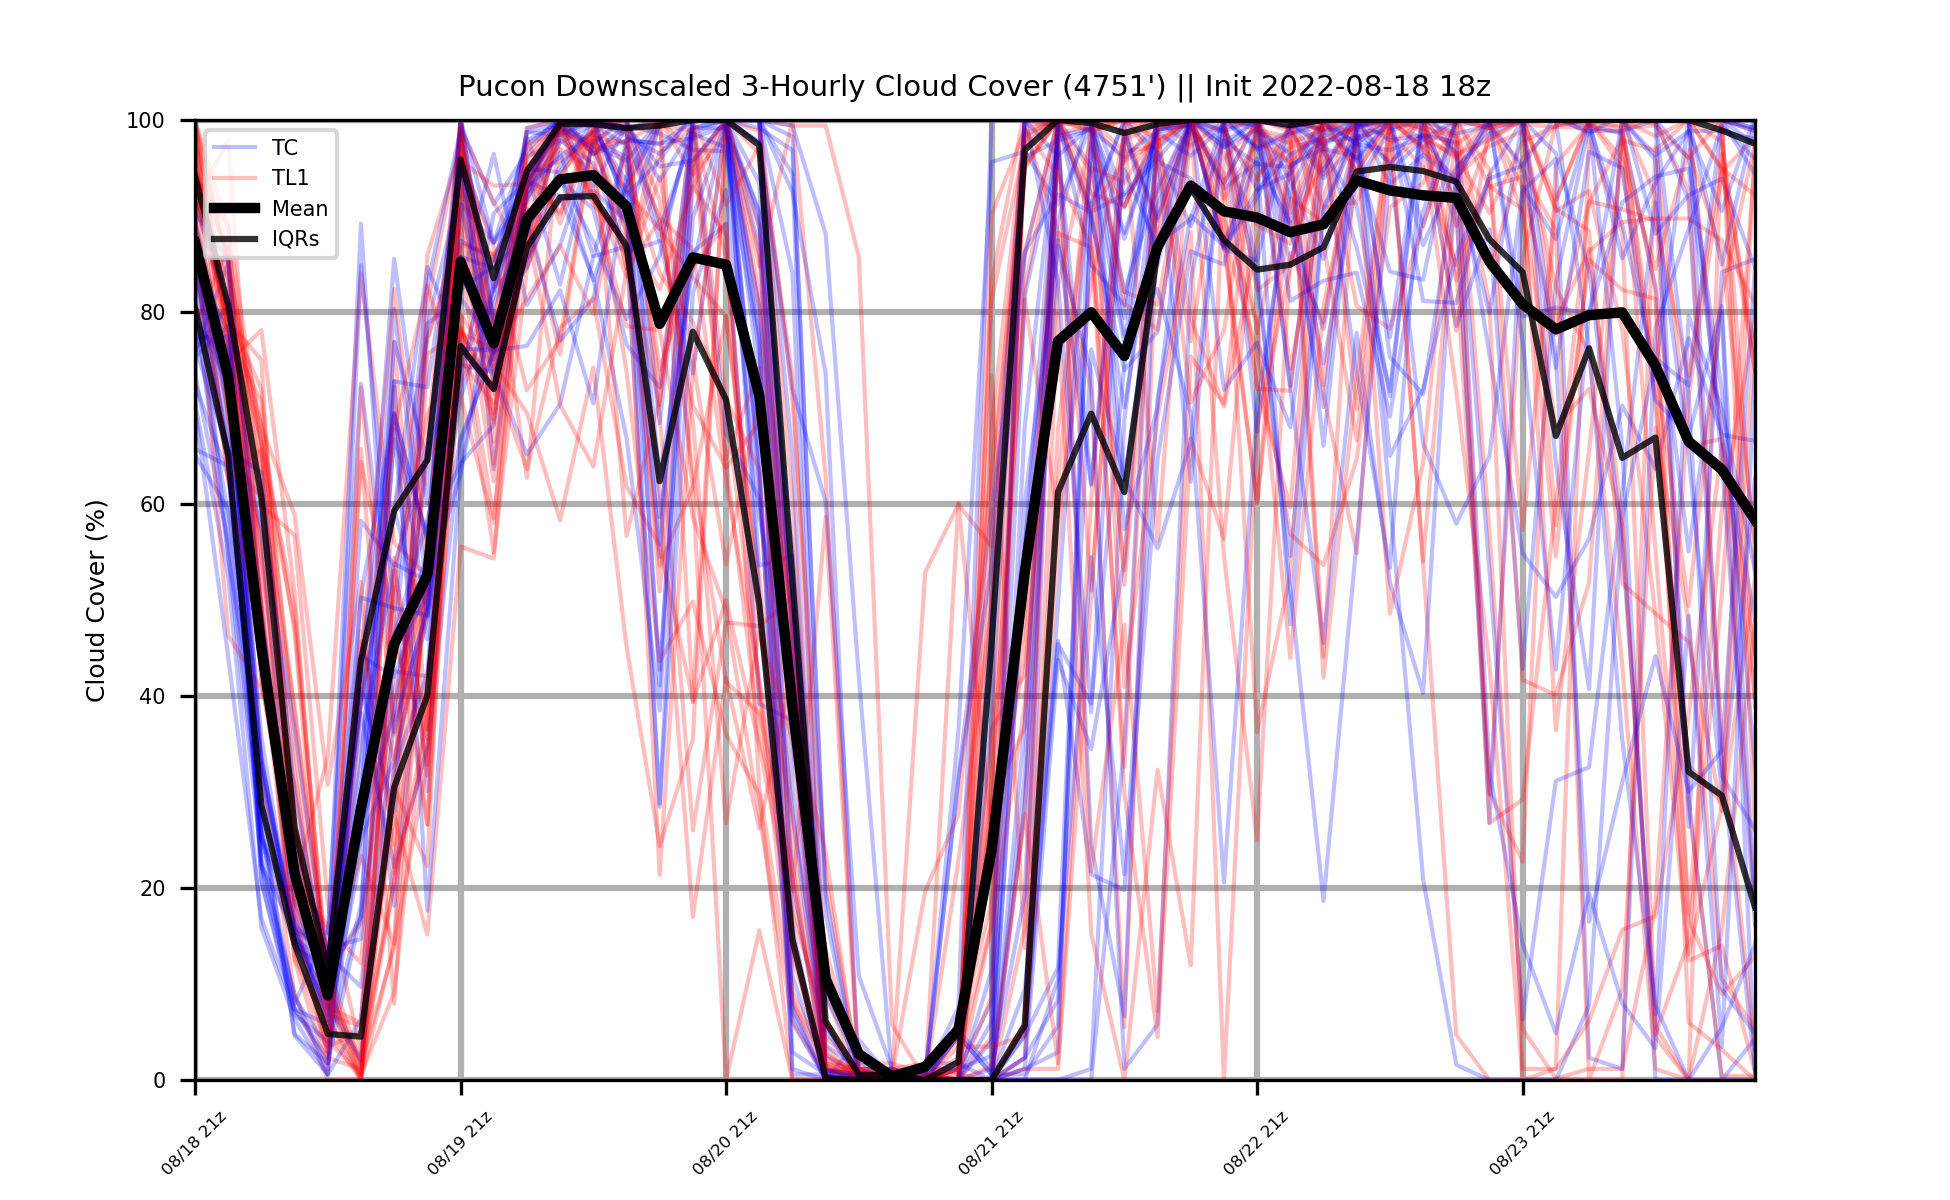 Pucon Downscaled 3-Hourly Cloud Cover (4751') || Init 2022-08-18 18z
TC
TL1
Mean
IQRs
Cloud Cover (%)
100
80
60
40
20
0
08/18 21z
08/19 21z
08/20 21z
08/21 21z
08/22 21z
08/23 21z